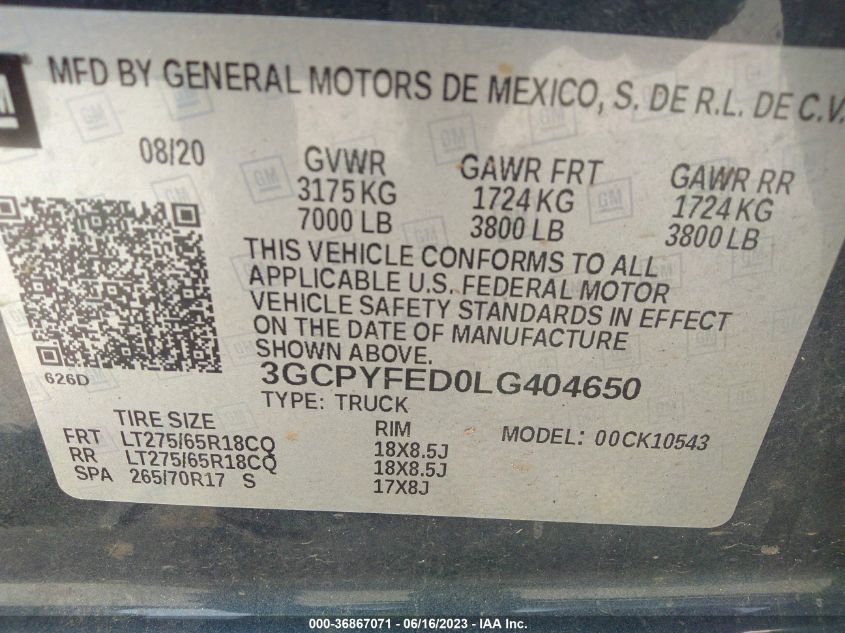 GM
MFD BY GENERAL MOTORS DE MEXICO, S. DE R.L. DE C.V.
08/20
GVWR
3175 KG
7000 LB
GAWR FRT
1724 KG
3800 LB
GAWR RR
1724 KG
3800 LB
THIS VEHICLE CONFORMS TO ALL
APPLICABLE U.S. FEDERAL MOTOR
VEHICLE SAFETY STANDARDS IN EFFECT
ON THE DATE OF MANUFACTURE
SHOWN ABOVE.
626D
3GCPYFED0LG404650
TYPE: TRUCK
TIRE SIZE RIM MODEL: 00CK10543
FRT LT275/65R18CQ 18X8.5J
RR LT275/65R18CQ 18X8.5J
SPA 265/70R17 S 17X8J
000-36867071 - 06/16/2023 - IAA Inc.